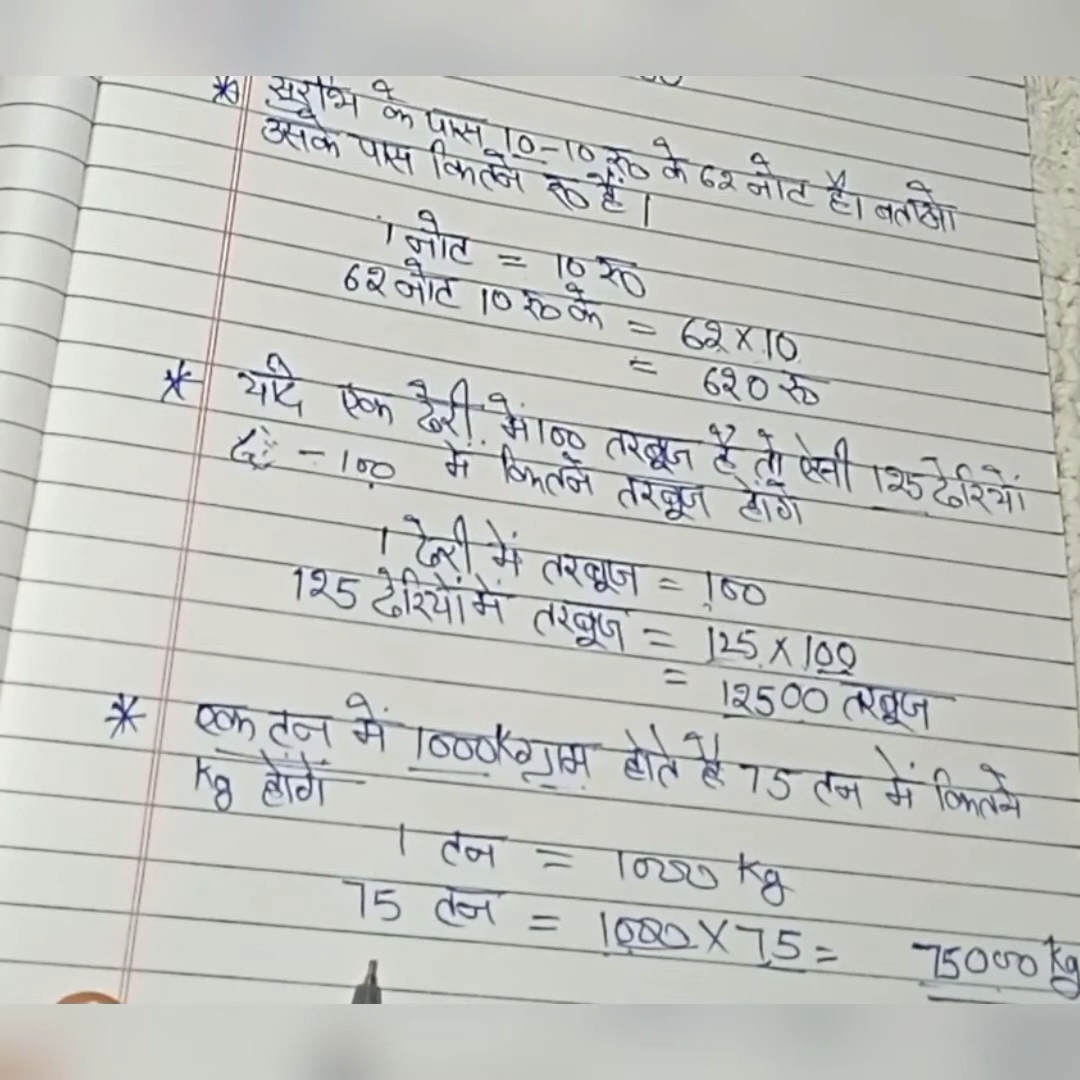 * सुरभि के पास 10-10 रु० के 62 नोट है। बताओ
उसके पास कितने रु० हैं।
1 नोट = 10 रु०
62 नोट 10 रु० के = 62 × 10
= 620 रु०
* यदि एक ढेरी में 100 तरबूज है तो ऐसी 125 ढेरियों
- 100 में कितने तरबूज होंगे
1 ढेरी में तरबूज = 100
125 ढेरियों में तरबूज = 125 × 100
= 12500 तरबूज
* एक टन में 1000 Kग्राम होते है 75 टन में कितने
Kg होंगे
1 टन = 1000 Kg
75 टन = 1000 × 75 = 75000 Kg